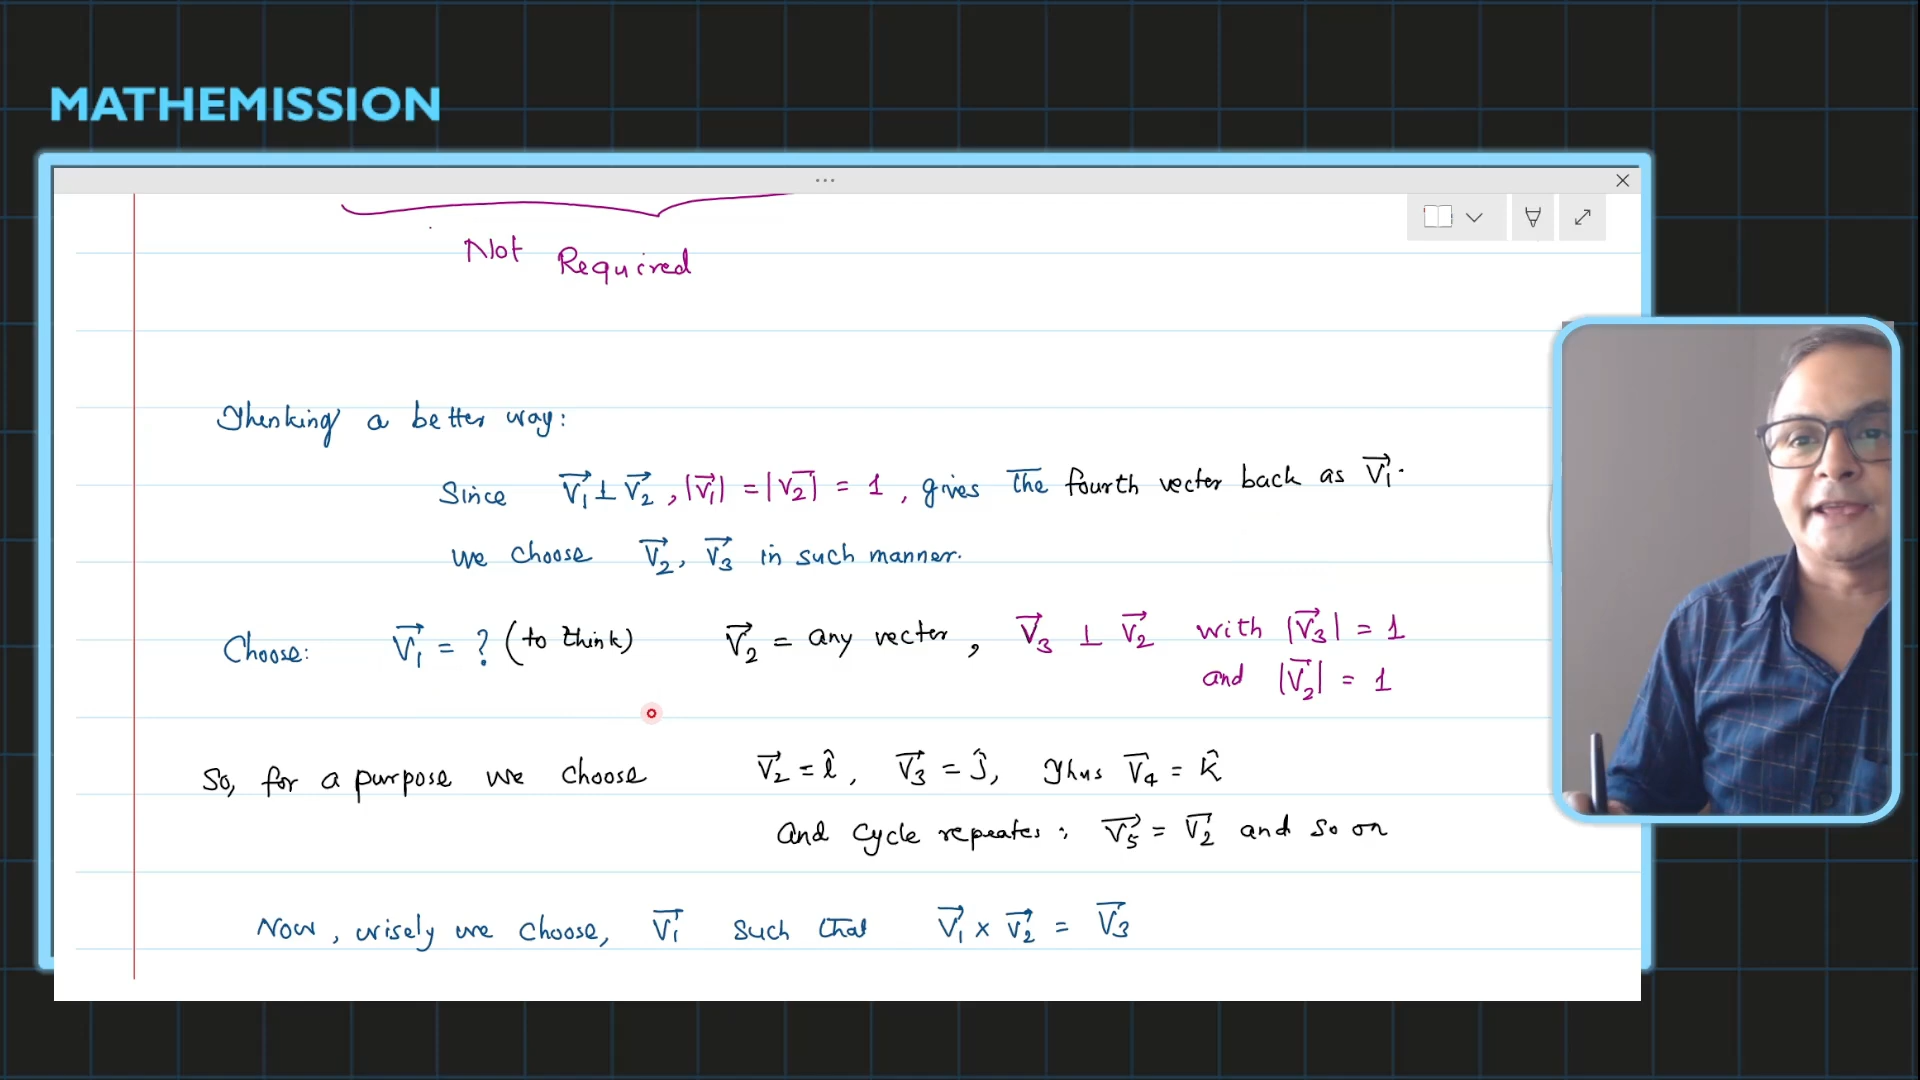 MATHEMISSION
Not Required
Thinking a better way:
Since V⃗₁ ⊥ V⃗₂, |V⃗₁| = |V⃗₂| = 1, gives the fourth vector back as V⃗₁.
we choose V⃗₂, V⃗₃ in such manner.
Choose: V⃗₁ = ? (to think) V⃗₂ = any vector, V⃗₃ ⊥ V⃗₂ with |V⃗₃| = 1
and |V⃗₂| = 1
So, for a purpose we choose V⃗₂ = î, V⃗₃ = ĵ, Thus V⃗₄ = k̂
And cycle repeates: V⃗₅ = V⃗₂ and so on
Now, wisely we choose, V⃗₁ such that V⃗₁ × V⃗₂ = V⃗₃